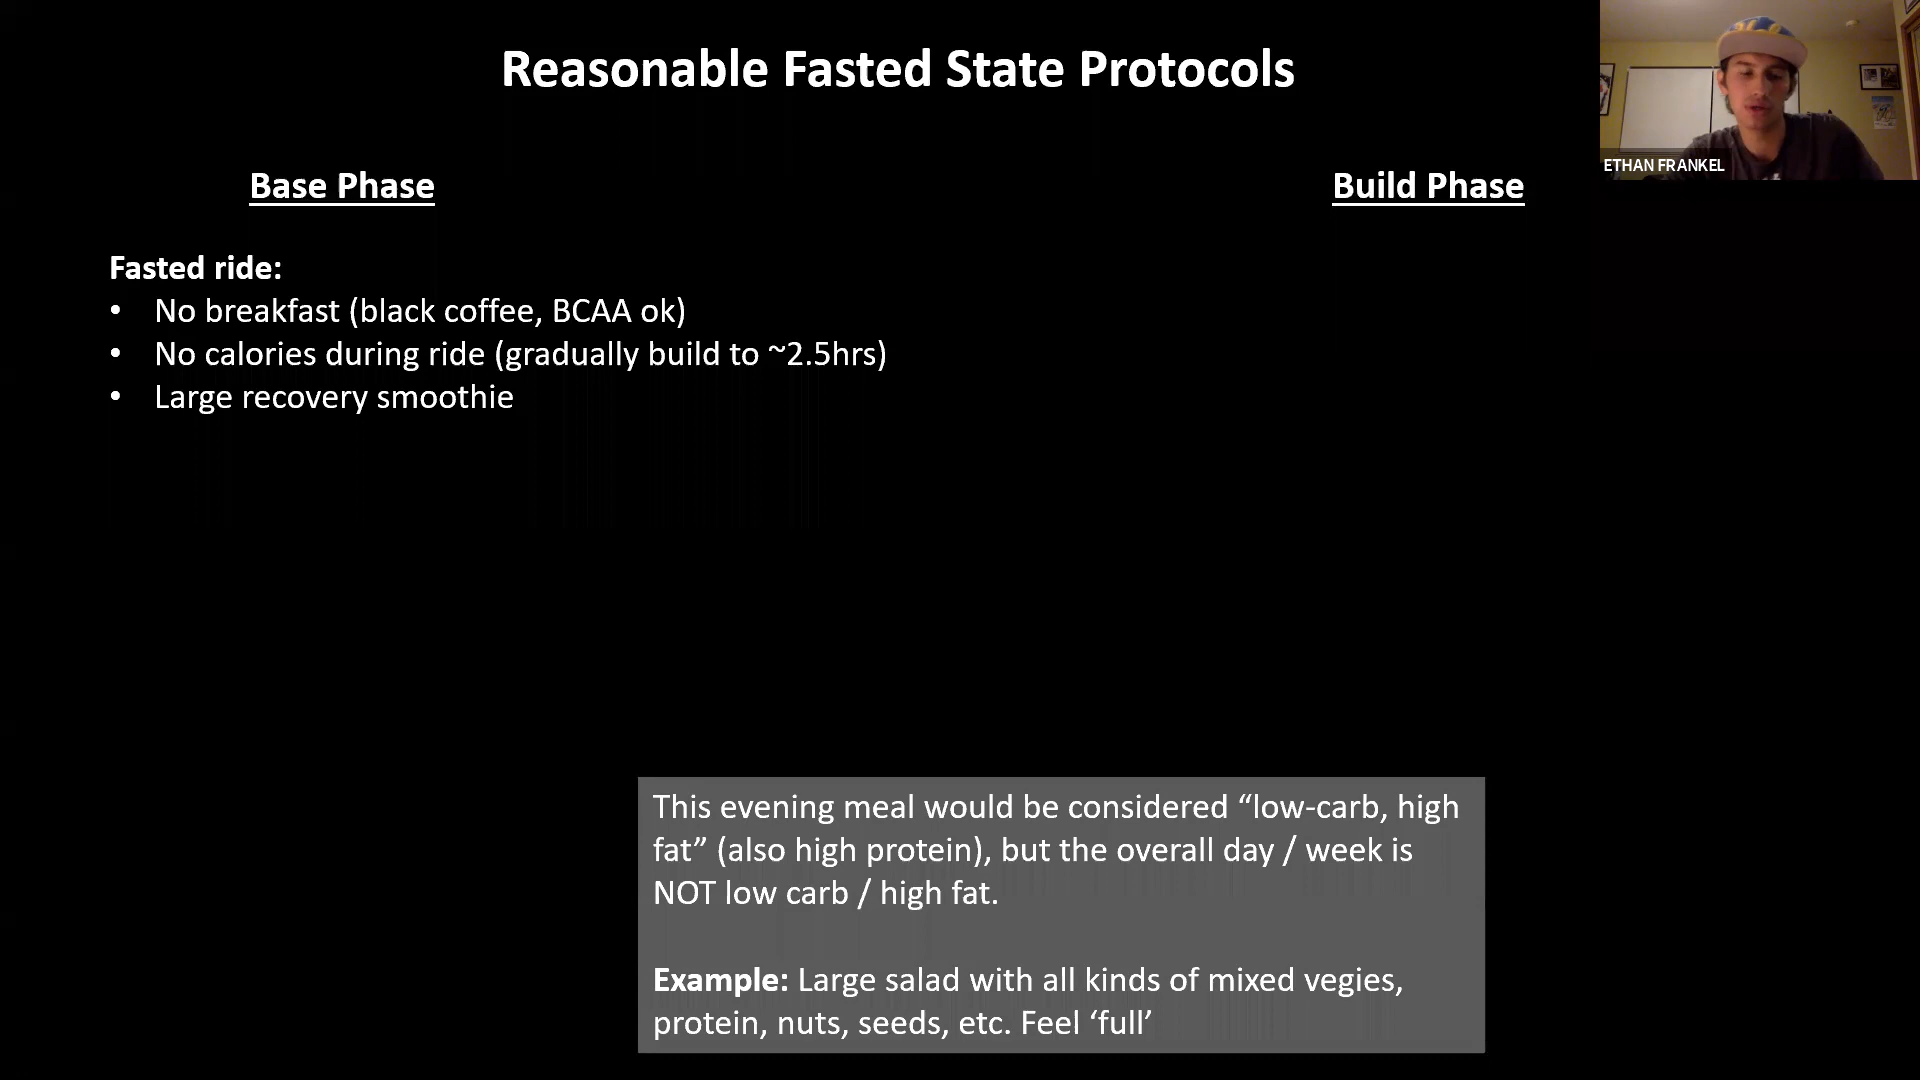 Reasonable Fasted State Protocols
ETHAN FRANKEL
Base Phase
Build Phase
Fasted ride:
• No breakfast (black coffee, BCAA ok)
• No calories during ride (gradually build to ~2.5hrs)
• Large recovery smoothie
This evening meal would be considered “low-carb, high
fat” (also high protein), but the overall day / week is
NOT low carb / high fat.
Example: Large salad with all kinds of mixed vegies,
protein, nuts, seeds, etc. Feel ‘full’